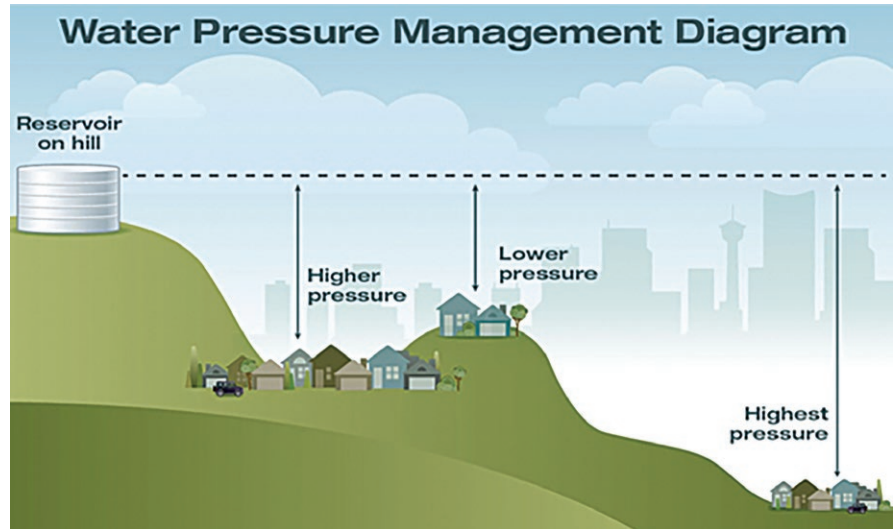 Water Pressure Management Diagram
Reservoir
on hill
Higher
pressure
Lower
pressure
Highest
pressure